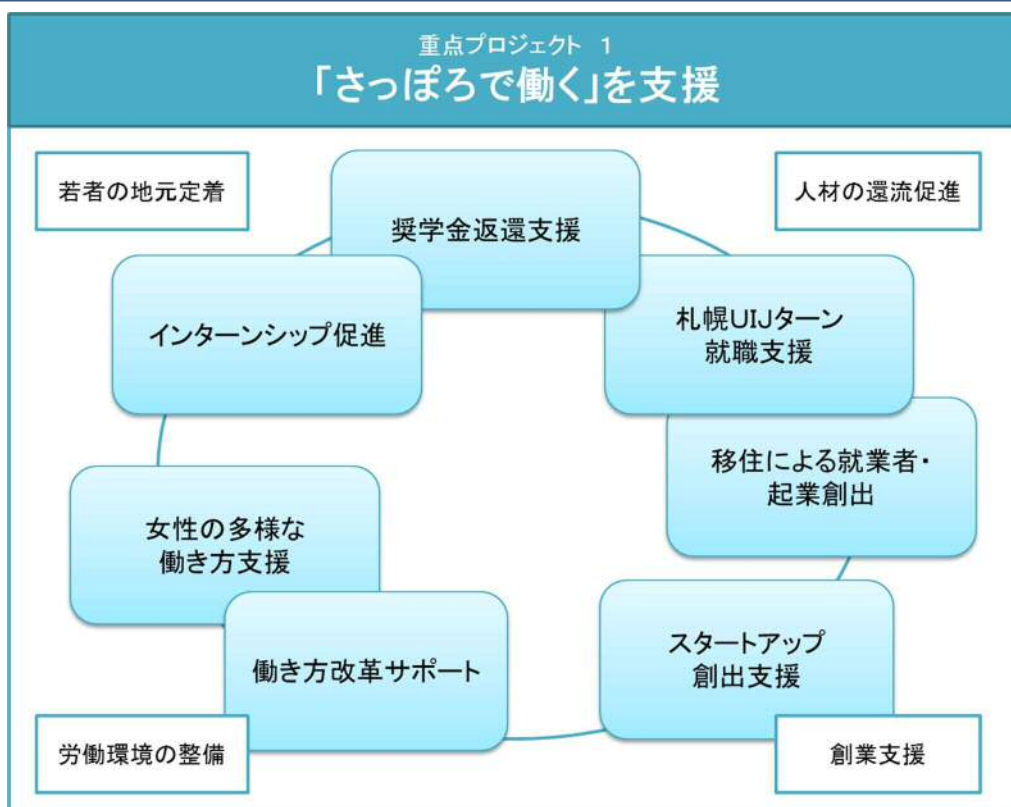 重点プロジェクト 1
「さっぽろで働く」を支援
若者の地元定着
人材の還流促進
奨学金返還支援
インターンシップ促進
札幌UIJターン
就職支援
移住による就業者・
起業創出
女性の多様な
働き方支援
スタートアップ
創出支援
働き方改革サポート
労働環境の整備
創業支援